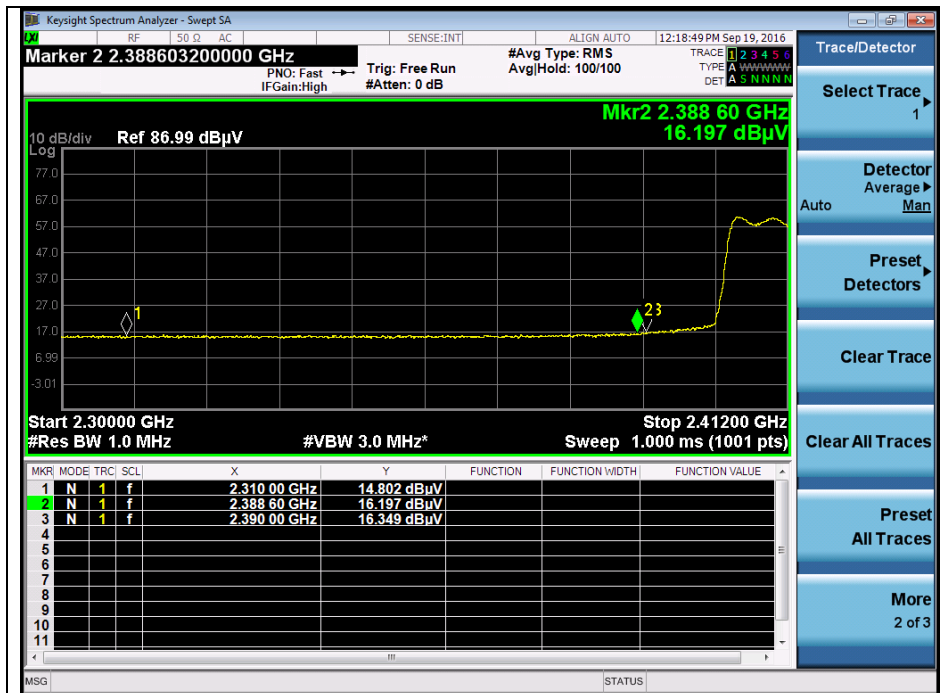 Keysight Spectrum Analyzer - Swept SA
LXI RF 50 Ω AC SENSE:INT ALIGN AUTO 12:18:49 PM Sep 19, 2016
Marker 2 2.388603200000 GHz
PNO: Fast
IFGain:High
Trig: Free Run
#Atten: 0 dB
#Avg Type: RMS
Avg|Hold: 100/100
TRACE 1 2 3 4 5 6
TYPE A WWWWW
DET A S N N N N
Mkr2 2.388 60 GHz
16.197 dBµV
10 dB/div Ref 86.99 dBµV
Log
77.0
67.0
57.0
47.0
37.0
27.0
17.0
6.99
-3.01
1
2 3
Start 2.30000 GHz Stop 2.41200 GHz
#Res BW 1.0 MHz #VBW 3.0 MHz* Sweep 1.000 ms (1001 pts)
MKR MODE TRC SCL X Y FUNCTION FUNCTION WIDTH FUNCTION VALUE
1 N 1 f 2.310 00 GHz 14.802 dBµV
2 N 1 f 2.388 60 GHz 16.197 dBµV
3 N 1 f 2.390 00 GHz 16.349 dBµV
4
5
6
7
8
9
10
11
MSG STATUS
Trace/Detector
Select Trace
1
Detector
Average
Auto Man
Preset
Detectors
Clear Trace
Clear All Traces
Preset
All Traces
More
2 of 3